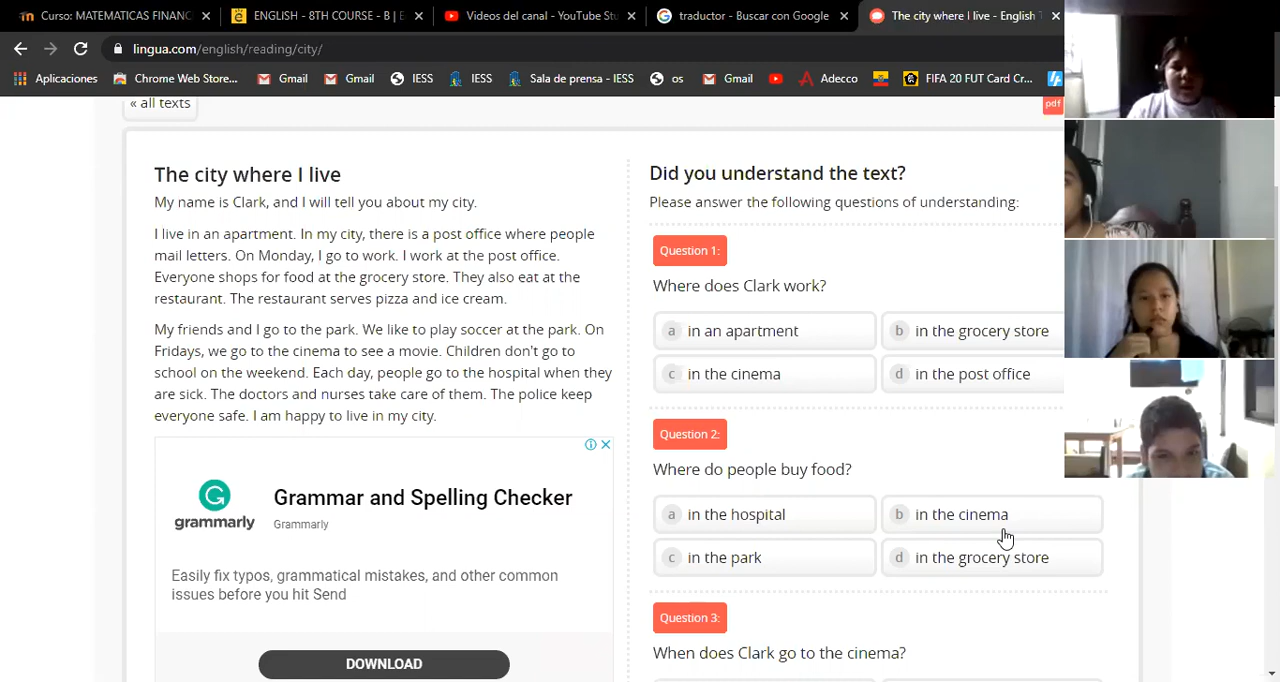 Curso: MATEMATICAS FINANC
ENGLISH - 8TH COURSE - B | E
Videos del canal - YouTube Stu
traductor - Buscar con Google
The city where I live - English T
lingua.com/english/reading/city/
Aplicaciones
Chrome Web Store...
Gmail
Gmail
IESS
IESS
Sala de prensa - IESS
os
Gmail
Adecco
FIFA 20 FUT Card Cr...
« all texts
pdf
The city where I live
My name is Clark, and I will tell you about my city.
I live in an apartment. In my city, there is a post office where people
mail letters. On Monday, I go to work. I work at the post office.
Everyone shops for food at the grocery store. They also eat at the
restaurant. The restaurant serves pizza and ice cream.
My friends and I go to the park. We like to play soccer at the park. On
Fridays, we go to the cinema to see a movie. Children don't go to
school on the weekend. Each day, people go to the hospital when they
are sick. The doctors and nurses take care of them. The police keep
everyone safe. I am happy to live in my city.
grammarly
Grammar and Spelling Checker
Grammarly
Easily fix typos, grammatical mistakes, and other common
issues before you hit Send
DOWNLOAD
Did you understand the text?
Please answer the following questions of understanding:
Question 1:
Where does Clark work?
a in an apartment
b in the grocery store
c in the cinema
d in the post office
Question 2:
Where do people buy food?
a in the hospital
b in the cinema
c in the park
d in the grocery store
Question 3:
When does Clark go to the cinema?